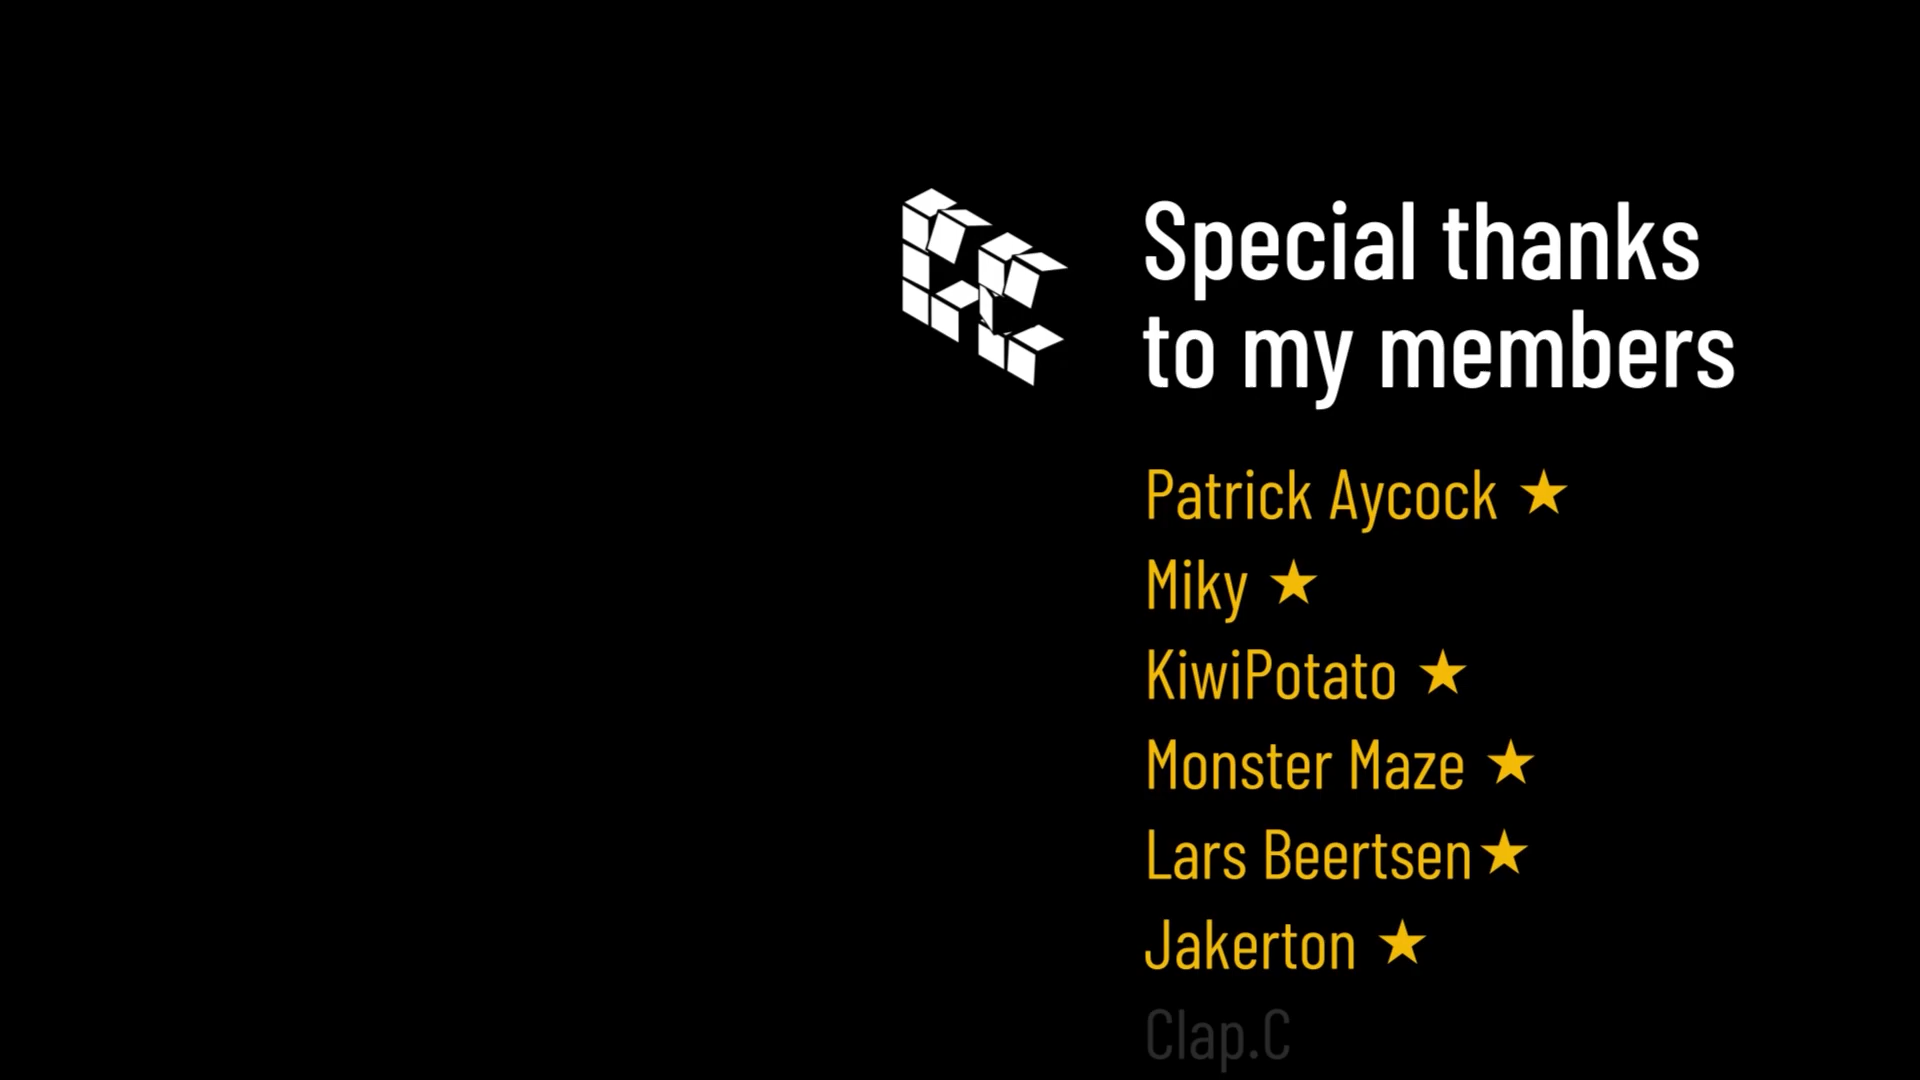 Special thanks
to my members
Patrick Aycock ★
Miky ★
KiwiPotato ★
Monster Maze ★
Lars Beertsen ★
Jakerton ★
Clap.C